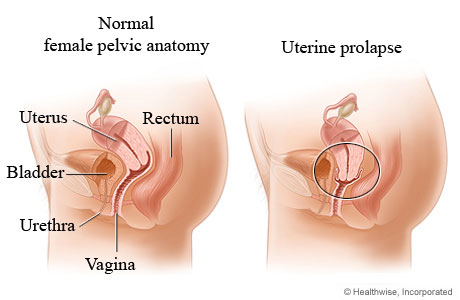 Normal
female pelvic anatomy
Uterine prolapse
Uterus
Rectum
Bladder
Urethra
Vagina
© Healthwise, Incorporated